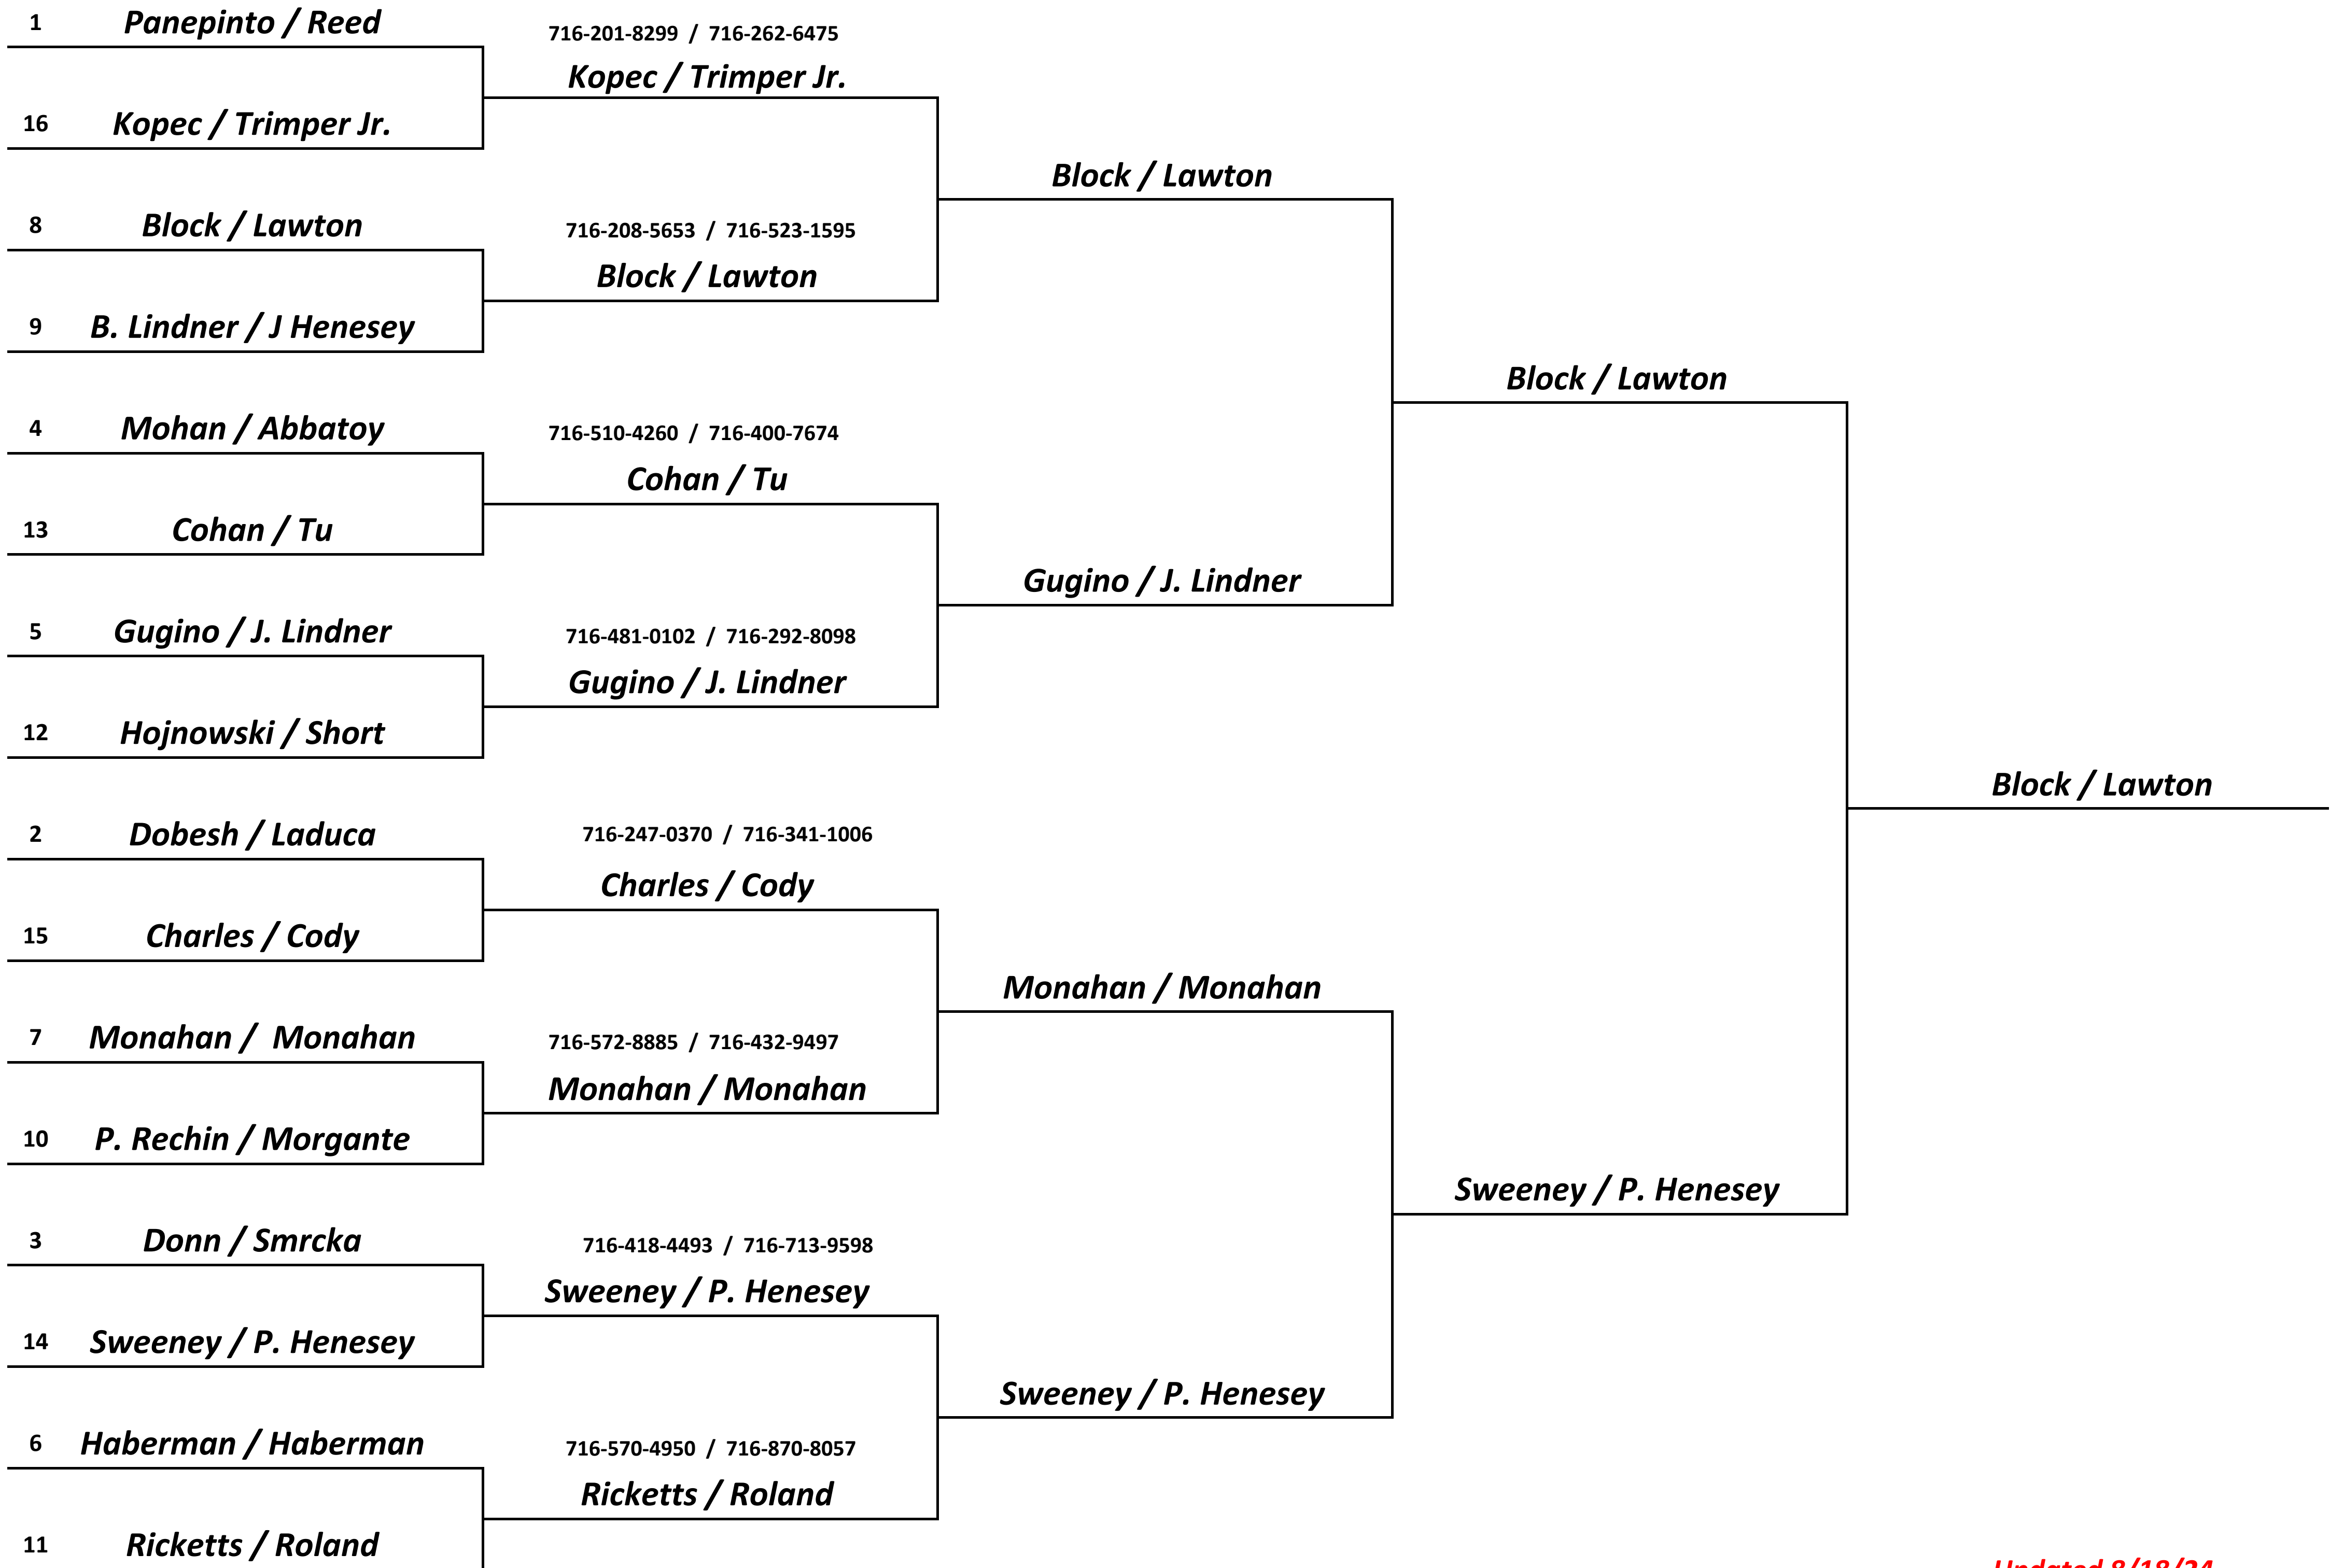 1 Panepinto / Reed
716-201-8299 / 716-262-6475
Kopec / Trimper Jr.
16 Kopec / Trimper Jr.
Block / Lawton
8 Block / Lawton
716-208-5653 / 716-523-1595
Block / Lawton
9 B. Lindner / J Henesey
Block / Lawton
4 Mohan / Abbatoy
716-510-4260 / 716-400-7674
Cohan / Tu
13 Cohan / Tu
Gugino / J. Lindner
5 Gugino / J. Lindner
716-481-0102 / 716-292-8098
Gugino / J. Lindner
12 Hojnowski / Short
Block / Lawton
2 Dobesh / Laduca
716-247-0370 / 716-341-1006
Charles / Cody
15 Charles / Cody
Monahan / Monahan
7 Monahan / Monahan
716-572-8885 / 716-432-9497
Monahan / Monahan
10 P. Rechin / Morgante
Sweeney / P. Henesey
3 Donn / Smrcka
716-418-4493 / 716-713-9598
Sweeney / P. Henesey
14 Sweeney / P. Henesey
Sweeney / P. Henesey
6 Haberman / Haberman
716-570-4950 / 716-870-8057
Ricketts / Roland
11 Ricketts / Roland
Updated 8/18/24